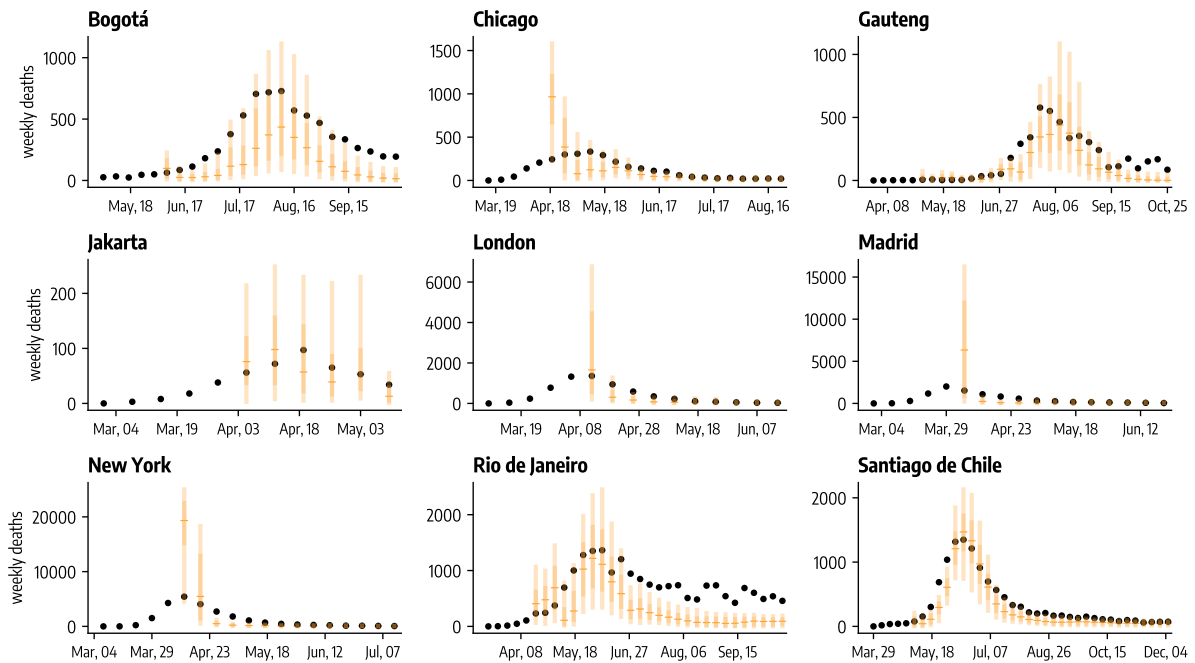 Bogotá
Chicago
Gauteng
weekly deaths
1000
500
0
May, 18 Jun, 17 Jul, 17 Aug, 16 Sep, 15
1500
1000
500
0
Mar, 19 Apr, 18 May, 18 Jun, 17 Jul, 17 Aug, 16
1000
500
0
Apr, 08 May, 18 Jun, 27 Aug, 06 Sep, 15 Oct, 25
Jakarta
London
Madrid
weekly deaths
200
100
0
Mar, 04 Mar, 19 Apr, 03 Apr, 18 May, 03
6000
4000
2000
0
Mar, 19 Apr, 08 Apr, 28 May, 18 Jun, 07
15000
10000
5000
0
Mar, 04 Mar, 29 Apr, 23 May, 18 Jun, 12
New York
Rio de Janeiro
Santiago de Chile
weekly deaths
20000
10000
0
Mar, 04 Mar, 29 Apr, 23 May, 18 Jun, 12 Jul, 07
2000
1000
0
Apr, 08 May, 18 Jun, 27 Aug, 06 Sep, 15
2000
1000
0
Mar, 29 May, 18 Jul, 07 Aug, 26 Oct, 15 Dec, 04